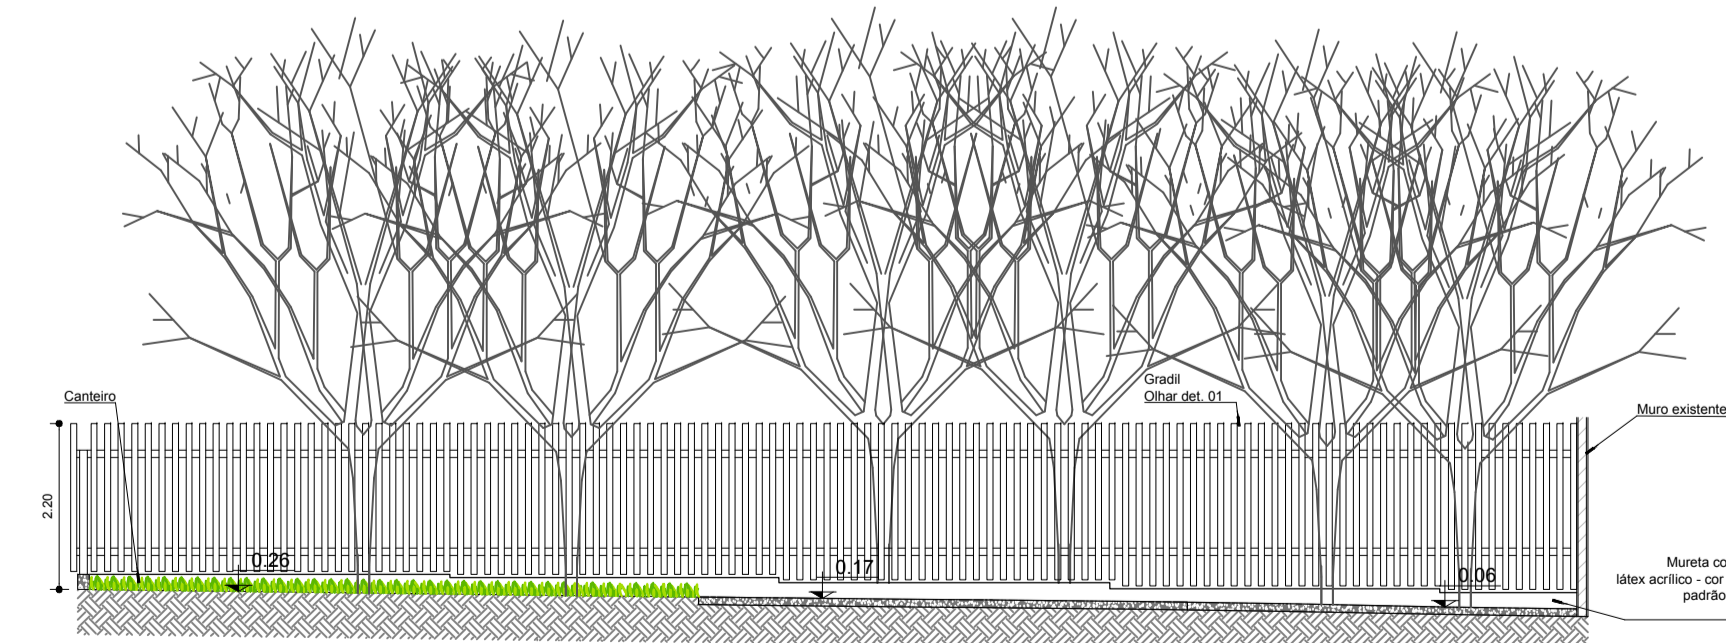 Gradil
Olhar det. 01
Canteiro
Muro existente
2.20
0.26
0.17
0.06
Mureta co
látex acrílico - cor
padrão